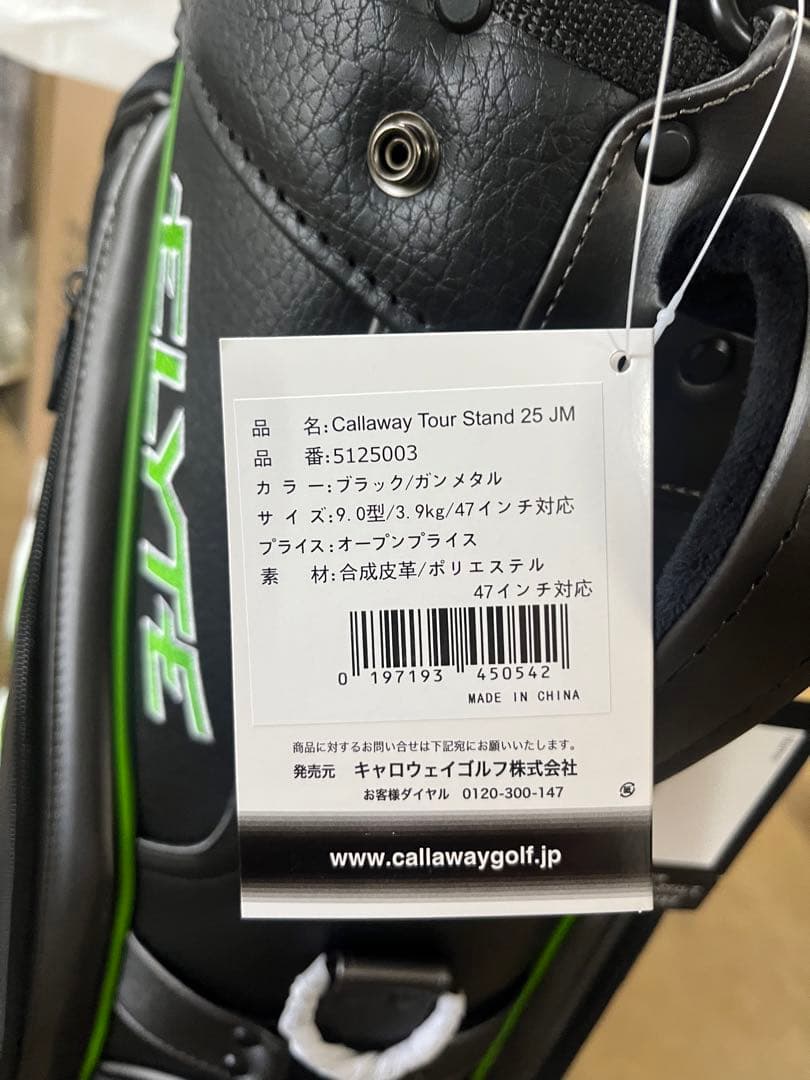 ELYTE
品　名:Callaway Tour Stand 25 JM
品　番:5125003
カ ラ ー:ブラック/ガンメタル
サ イ ズ:9.0型/3.9kg/47インチ対応
プライス:オープンプライス
素　材:合成皮革/ポリエステル
47インチ対応
0 197193 450542
MADE IN CHINA
商品に対するお問い合せは下記宛にお願いいたします。
発売元　キャロウェイゴルフ株式会社
お客様ダイヤル　0120-300-147
www.callawaygolf.jp